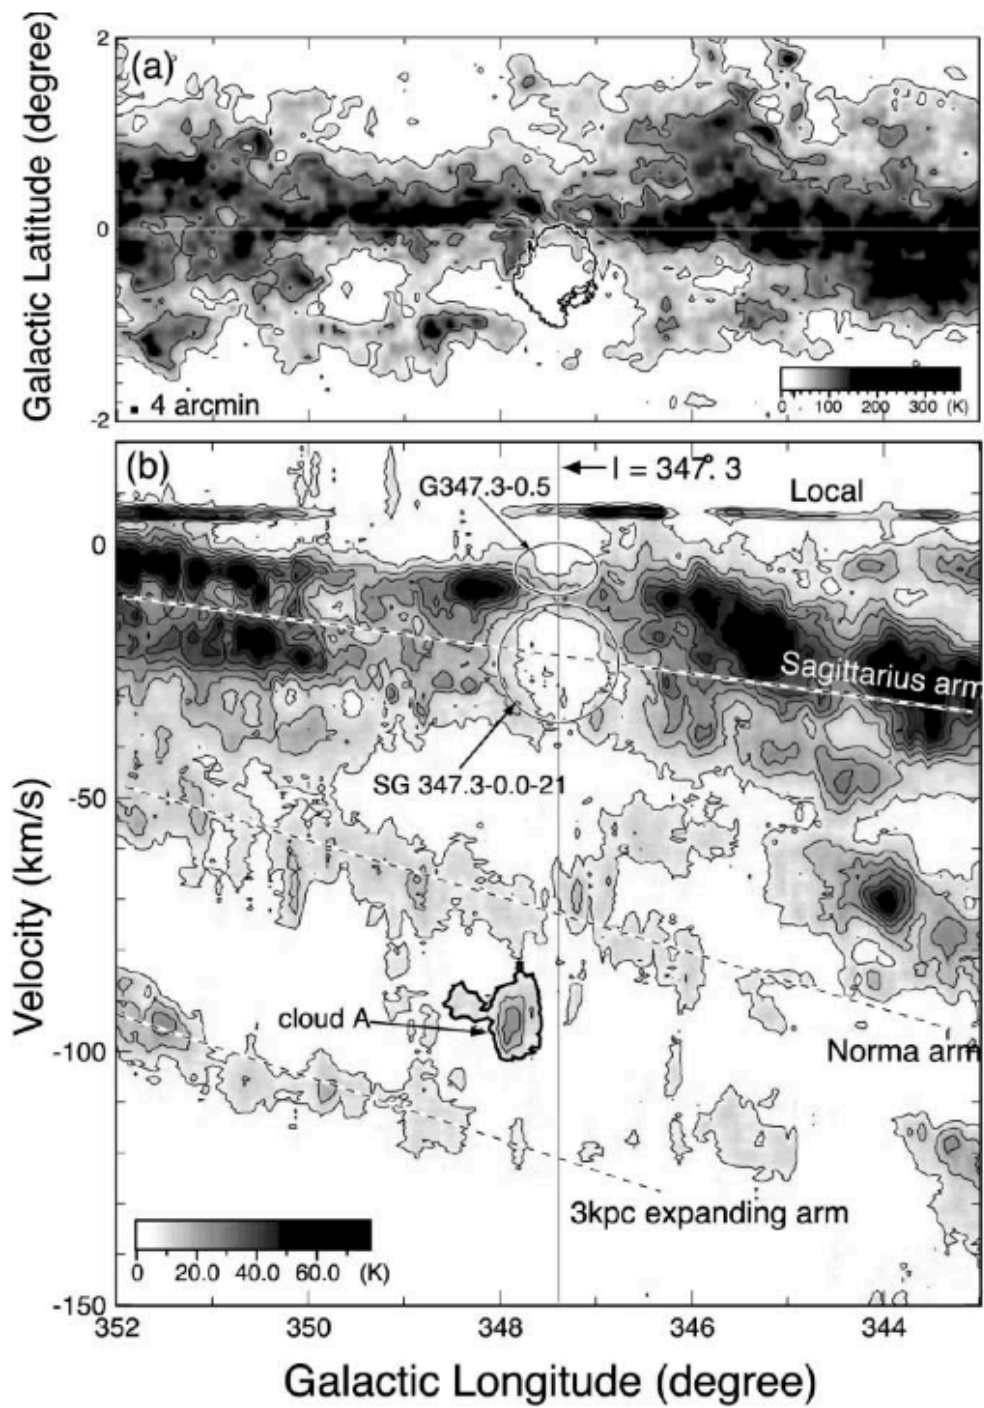 (a)
2
0
-2
Galactic Latitude (degree)
4 arcmin
0 100 200 300 (K)
(b)
l = 347°.3
G347.3-0.5
Local
0
Sagittarius arm
SG 347.3-0.0-21
-50
Velocity (km/s)
cloud A
-100
Norma arm
3kpc expanding arm
0 20.0 40.0 60.0 (K)
-150
352 350 348 346 344
Galactic Longitude (degree)